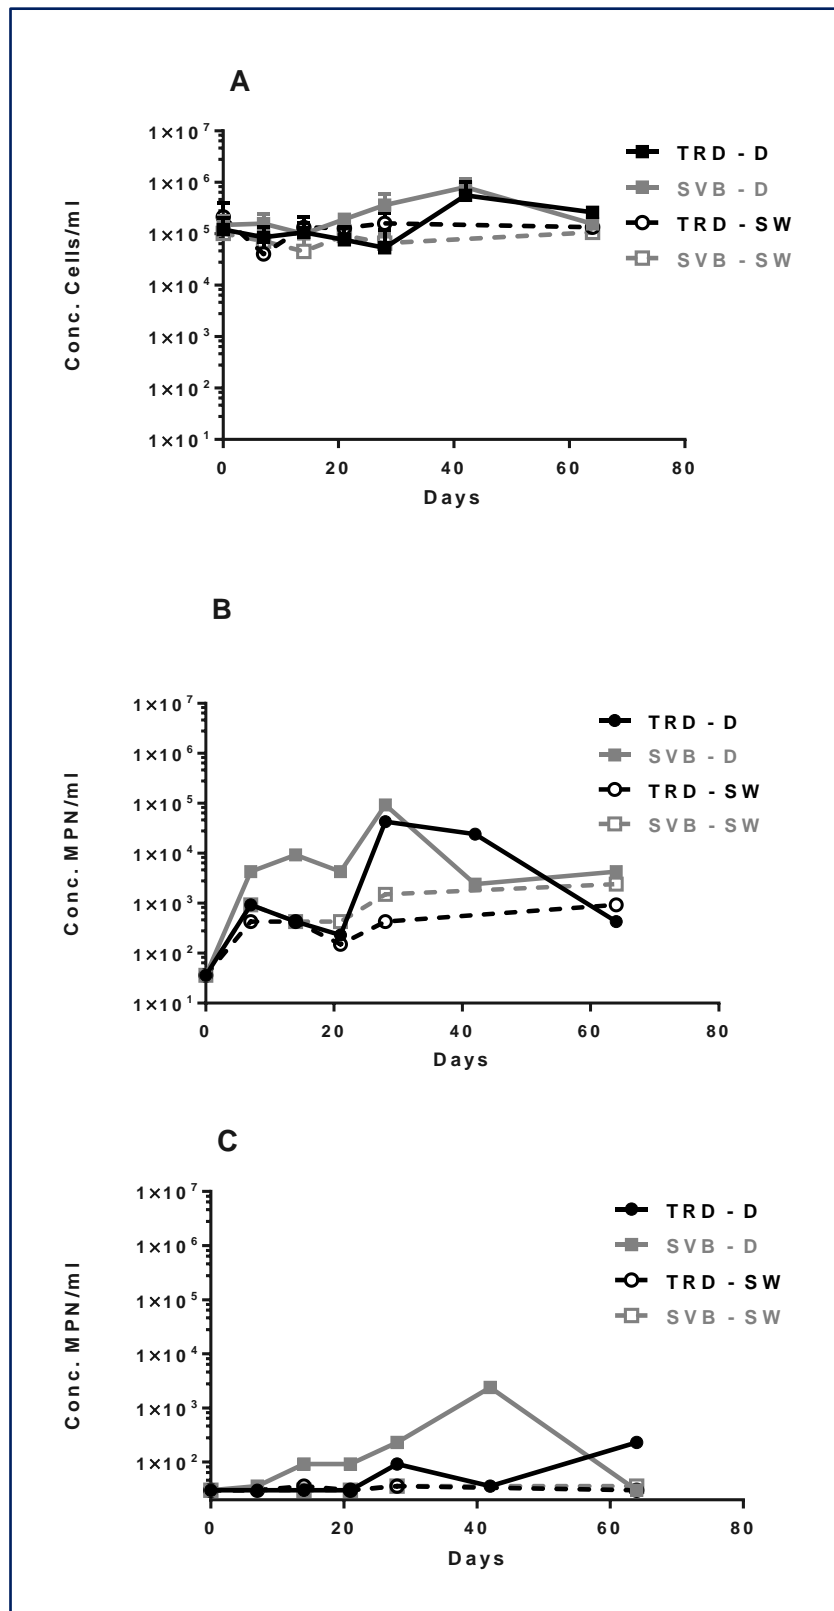 A
1×10⁷
1×10⁶
1×10⁵
1×10⁴
1×10³
1×10²
1×10¹
Conc. Cells/ml
0 20 40 60 80
Days
TRD - D
SVB - D
TRD - SW
SVB - SW
B
1×10⁷
1×10⁶
1×10⁵
1×10⁴
1×10³
1×10²
1×10¹
Conc. MPN/ml
0 20 40 60 80
Days
TRD - D
SVB - D
TRD - SW
SVB - SW
C
1×10⁷
1×10⁶
1×10⁵
1×10⁴
1×10³
1×10²
Conc. MPN/ml
0 20 40 60 80
Days
TRD - D
SVB - D
TRD - SW
SVB - SW